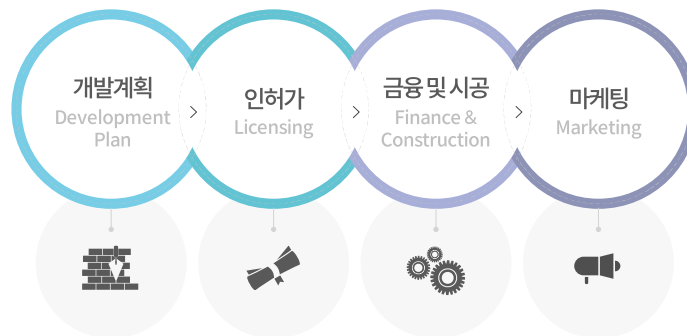 개발계획
Development
Plan
인허가
Licensing
금융 및 시공
Finance &
Construction
마케팅
Marketing